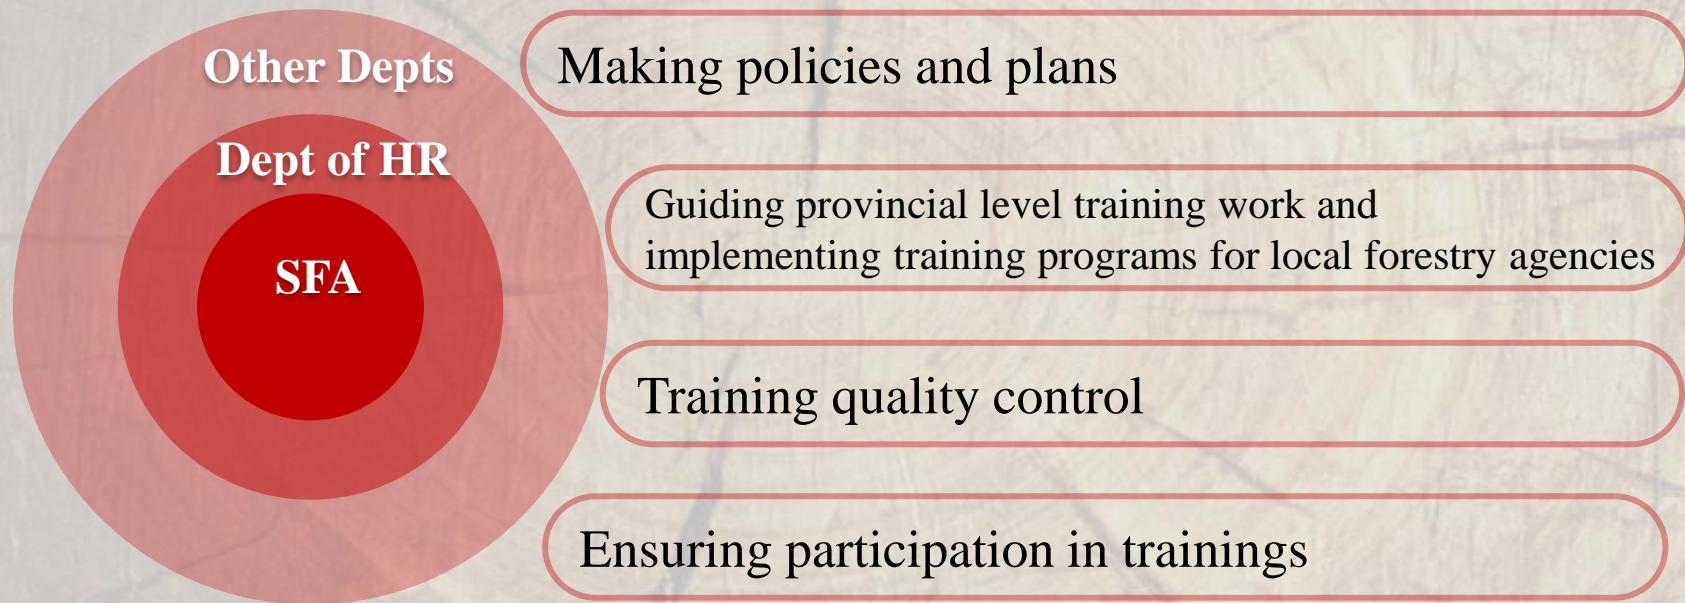 Other Depts
Dept of HR
SFA
Making policies and plans
Guiding provincial level training work and
implementing training programs for local forestry agencies
Training quality control
Ensuring participation in trainings